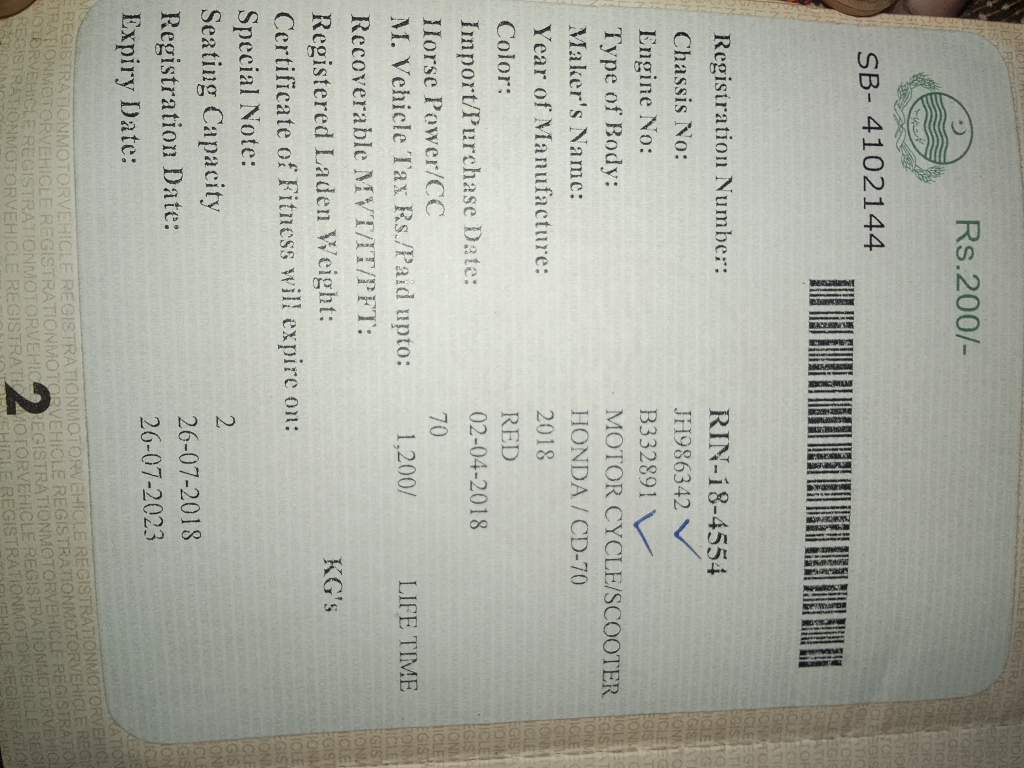 Rs.200/-
SB- 4102144
Registration Number: RIN-18-4554
Chassis No: JH986342
Engine No: B332891
Type of Body: MOTOR CYCLE/SCOOTER
Maker's Name: HONDA / CD-70
Year of Manufacture: 2018
Color: RED
Import/Purchase Date: 02-04-2018
Horse Power/CC 70
M. Vehicle Tax Rs./Paid upto: 1,200/ LIFE TIME
Recoverable MVT/IT/PFT:
Registered Laden Weight: KG's
Certificate of Fitness will expire on:
Special Note:
Seating Capacity 2
Registration Date: 26-07-2018
Expiry Date: 26-07-2023
2